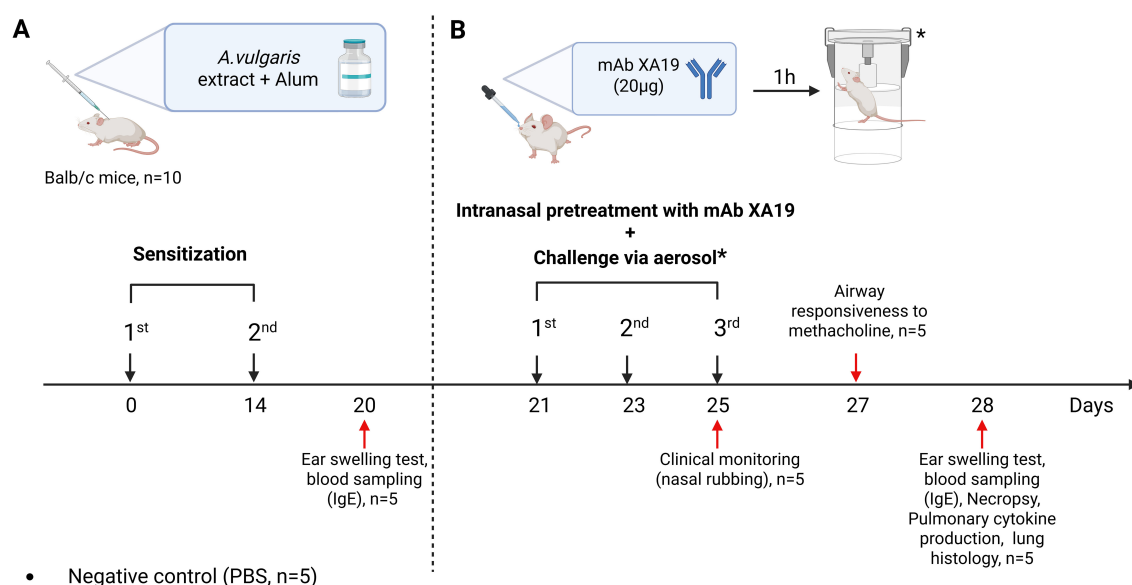 A
A.vulgaris
extract + Alum
Balb/c mice, n=10
Sensitization
1st
2nd
0
14
20
Ear swelling test,
blood sampling
(IgE), n=5
• Negative control (PBS, n=5)
B
mAb XA19
(20µg)
1h
*
Intranasal pretreatment with mAb XA19
+
Challenge via aerosol*
1st
2nd
3rd
Airway
responsiveness to
methacholine, n=5
21
23
25
27
28
Days
Clinical monitoring
(nasal rubbing), n=5
Ear swelling test,
blood sampling
(IgE), Necropsy,
Pulmonary cytokine
production, lung
histology, n=5